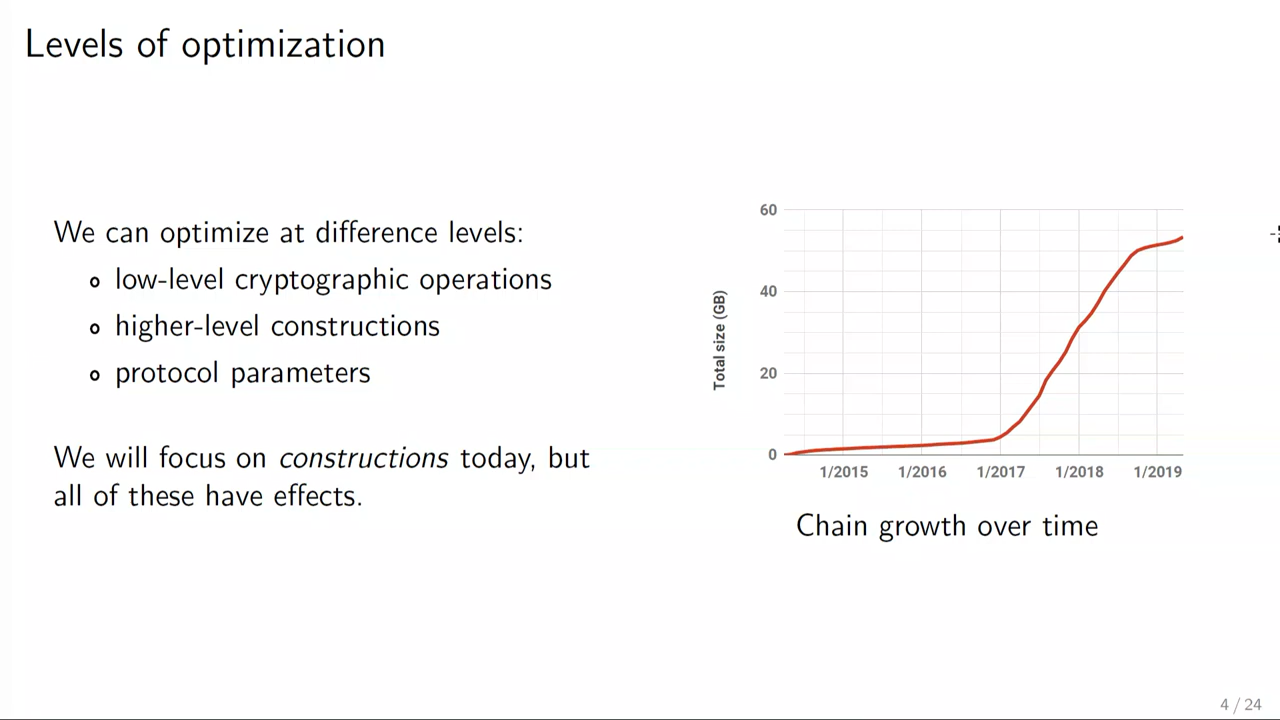 Levels of optimization
We can optimize at difference levels:
low-level cryptographic operations
higher-level constructions
protocol parameters
We will focus on constructions today, but
all of these have effects.
Total size (GB)
60
40
20
0
1/2015 1/2016 1/2017 1/2018 1/2019
Chain growth over time
4 / 24